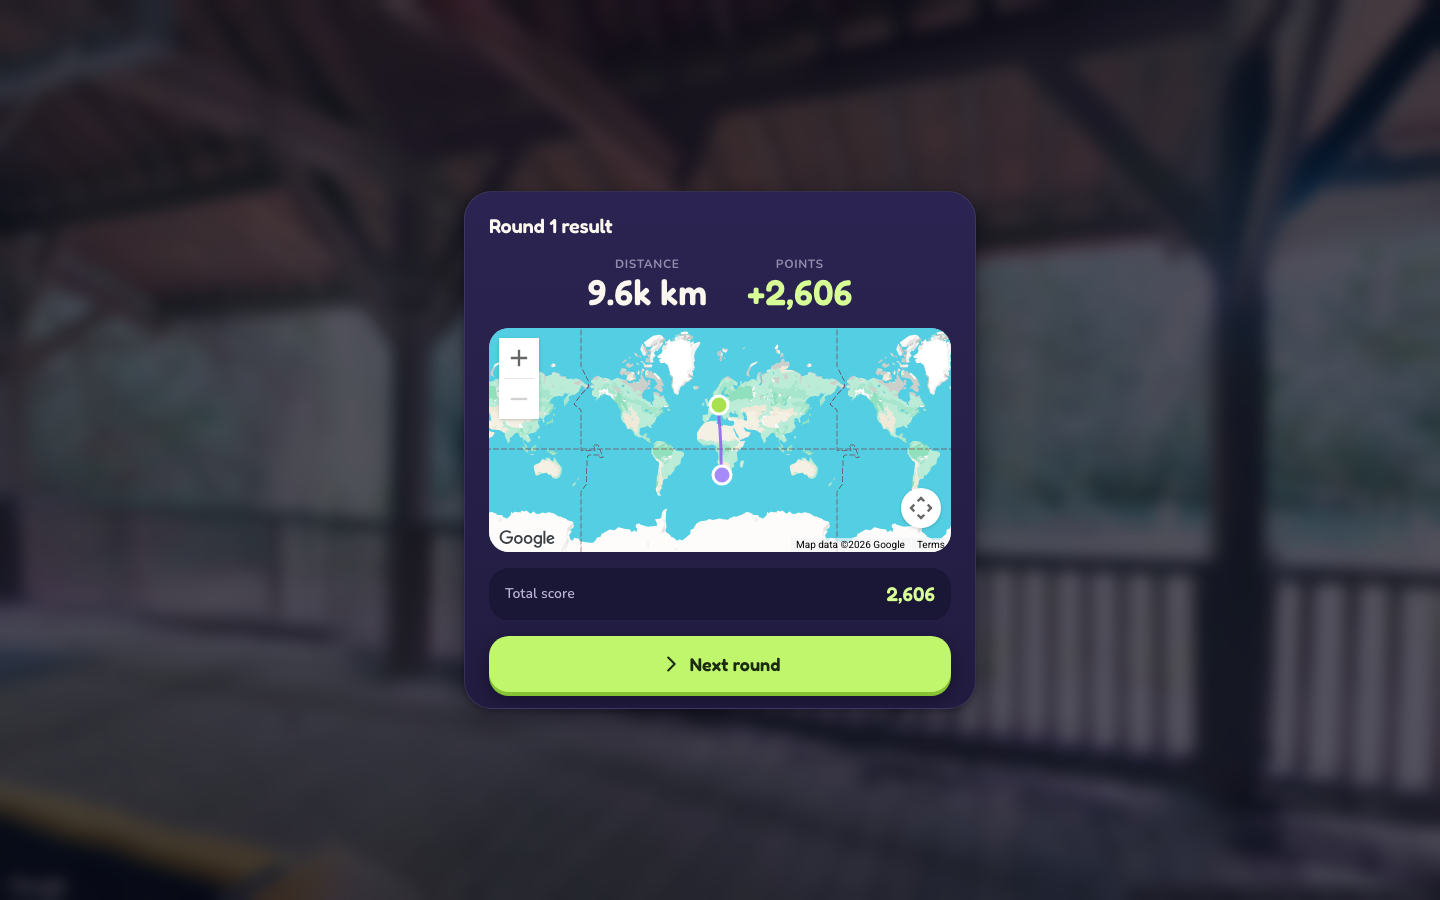 Round 1 result
DISTANCE
9.6k km
POINTS
+2,606
Google
Map data ©2026 Google
Terms
Total score
2,606
Next round